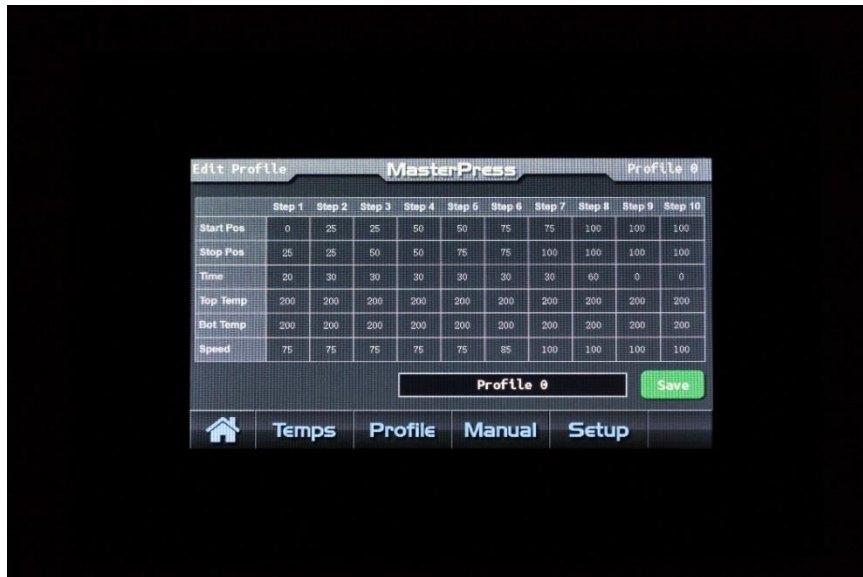 Edit Profile MasterPress Profile 0
Step 1 Step 2 Step 3 Step 4 Step 5 Step 6 Step 7 Step 8 Step 9 Step 10
Start Pos 0 25 25 50 50 75 75 100 100 100
Stop Pos 25 25 50 50 75 75 100 100 100 100
Time 20 30 30 30 30 30 30 60 0 0
Top Temp 200 200 200 200 200 200 200 200 200 200
Bot Temp 200 200 200 200 200 200 200 200 200 200
Speed 75 75 75 75 75 85 100 100 100 100
Profile 0 Save
Temps Profile Manual Setup